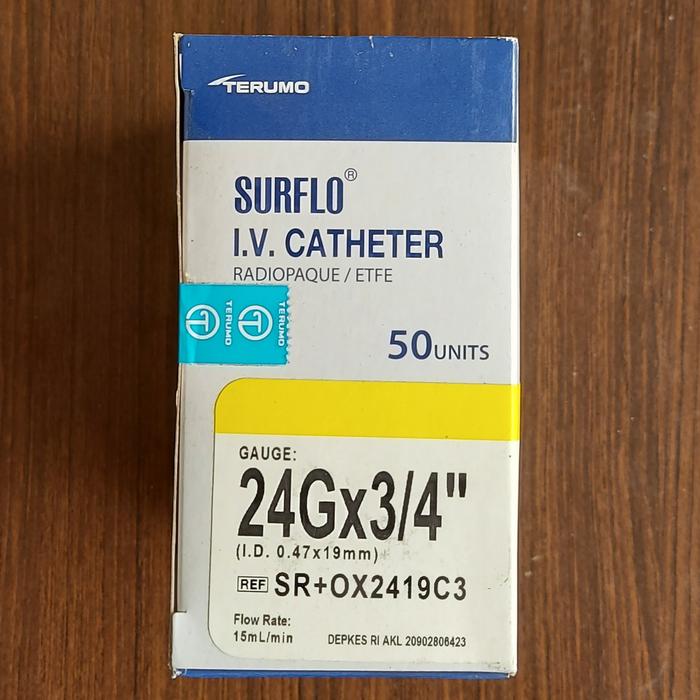 TERUMO
SURFLO®
I.V. CATHETER
RADIOPAQUE / ETFE
TERUMO
TERUMO
50UNITS
GAUGE:
24Gx3/4"
(I.D. 0.47x19mm)
REF SR+OX2419C3
Flow Rate:
15mL/min
DEPKES RI AKL 20902806423